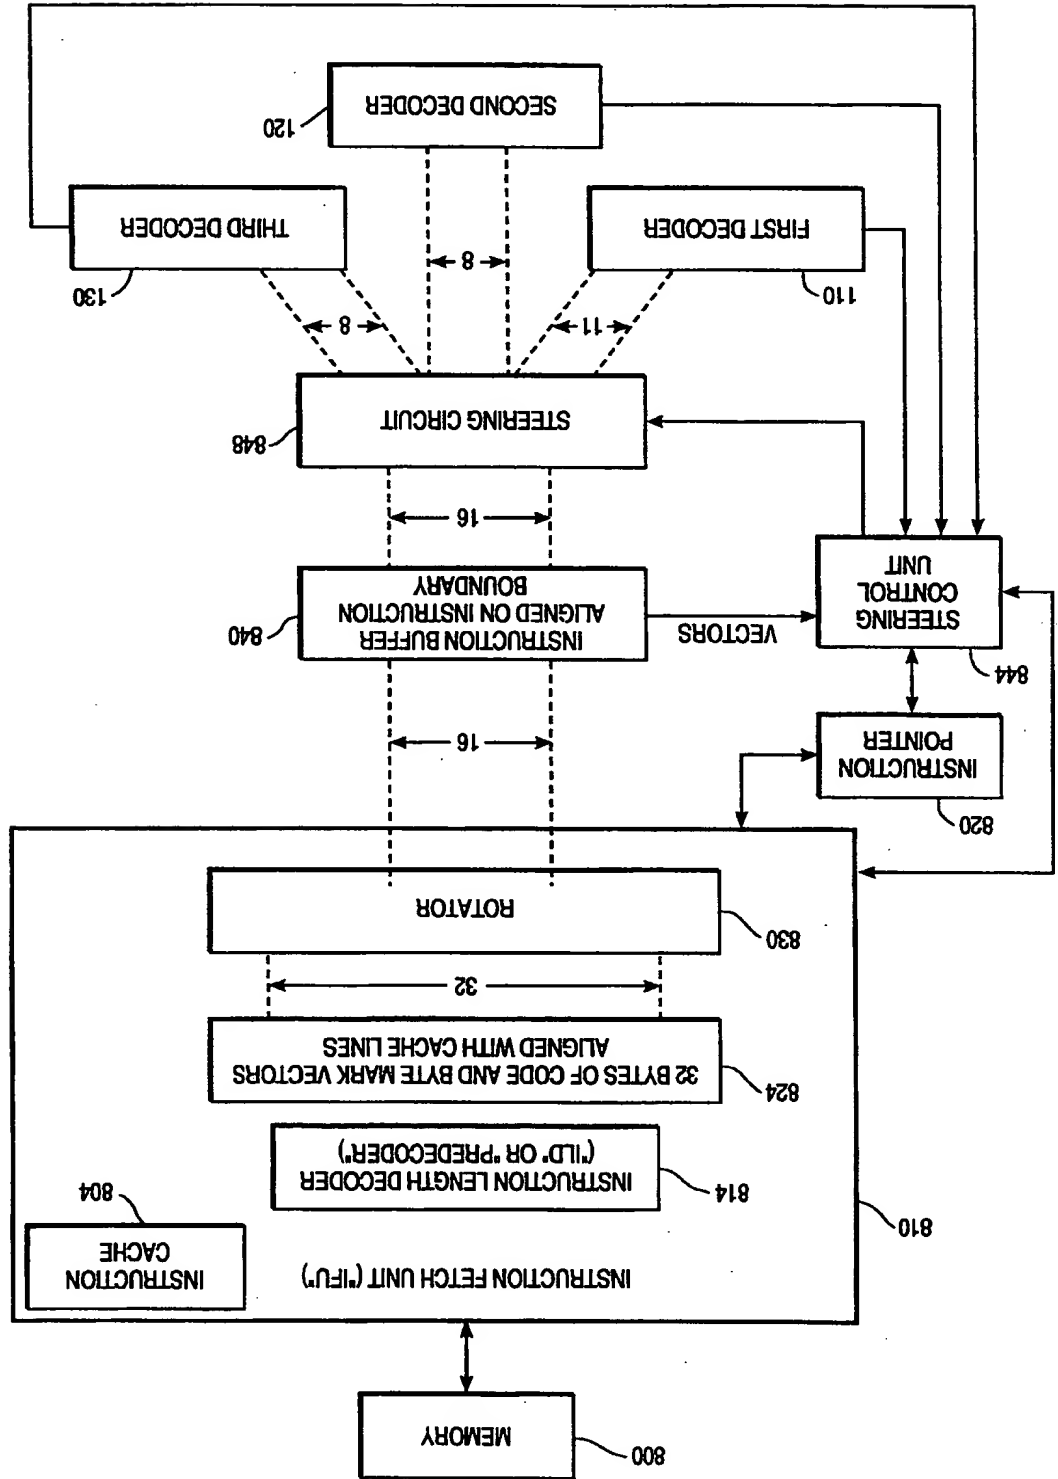 800
MEMORY
810
INSTRUCTION FETCH UNIT ("IFU")
INSTRUCTION
CACHE
804
814
INSTRUCTION LENGTH DECODER
("ILD" OR "PREDECODER")
824
32 BYTES OF CODE AND BYTE MARK VECTORS
ALIGNED WITH CACHE LINES
32
830
ROTATOR
820
INSTRUCTION
POINTER
16
844
STEERING
CONTROL
UNIT
VECTORS
INSTRUCTION BUFFER
ALIGNED ON INSTRUCTION
BOUNDARY
840
16
STEERING CIRCUIT
848
11
8
8
110
FIRST DECODER
130
THIRD DECODER
SECOND DECODER
120